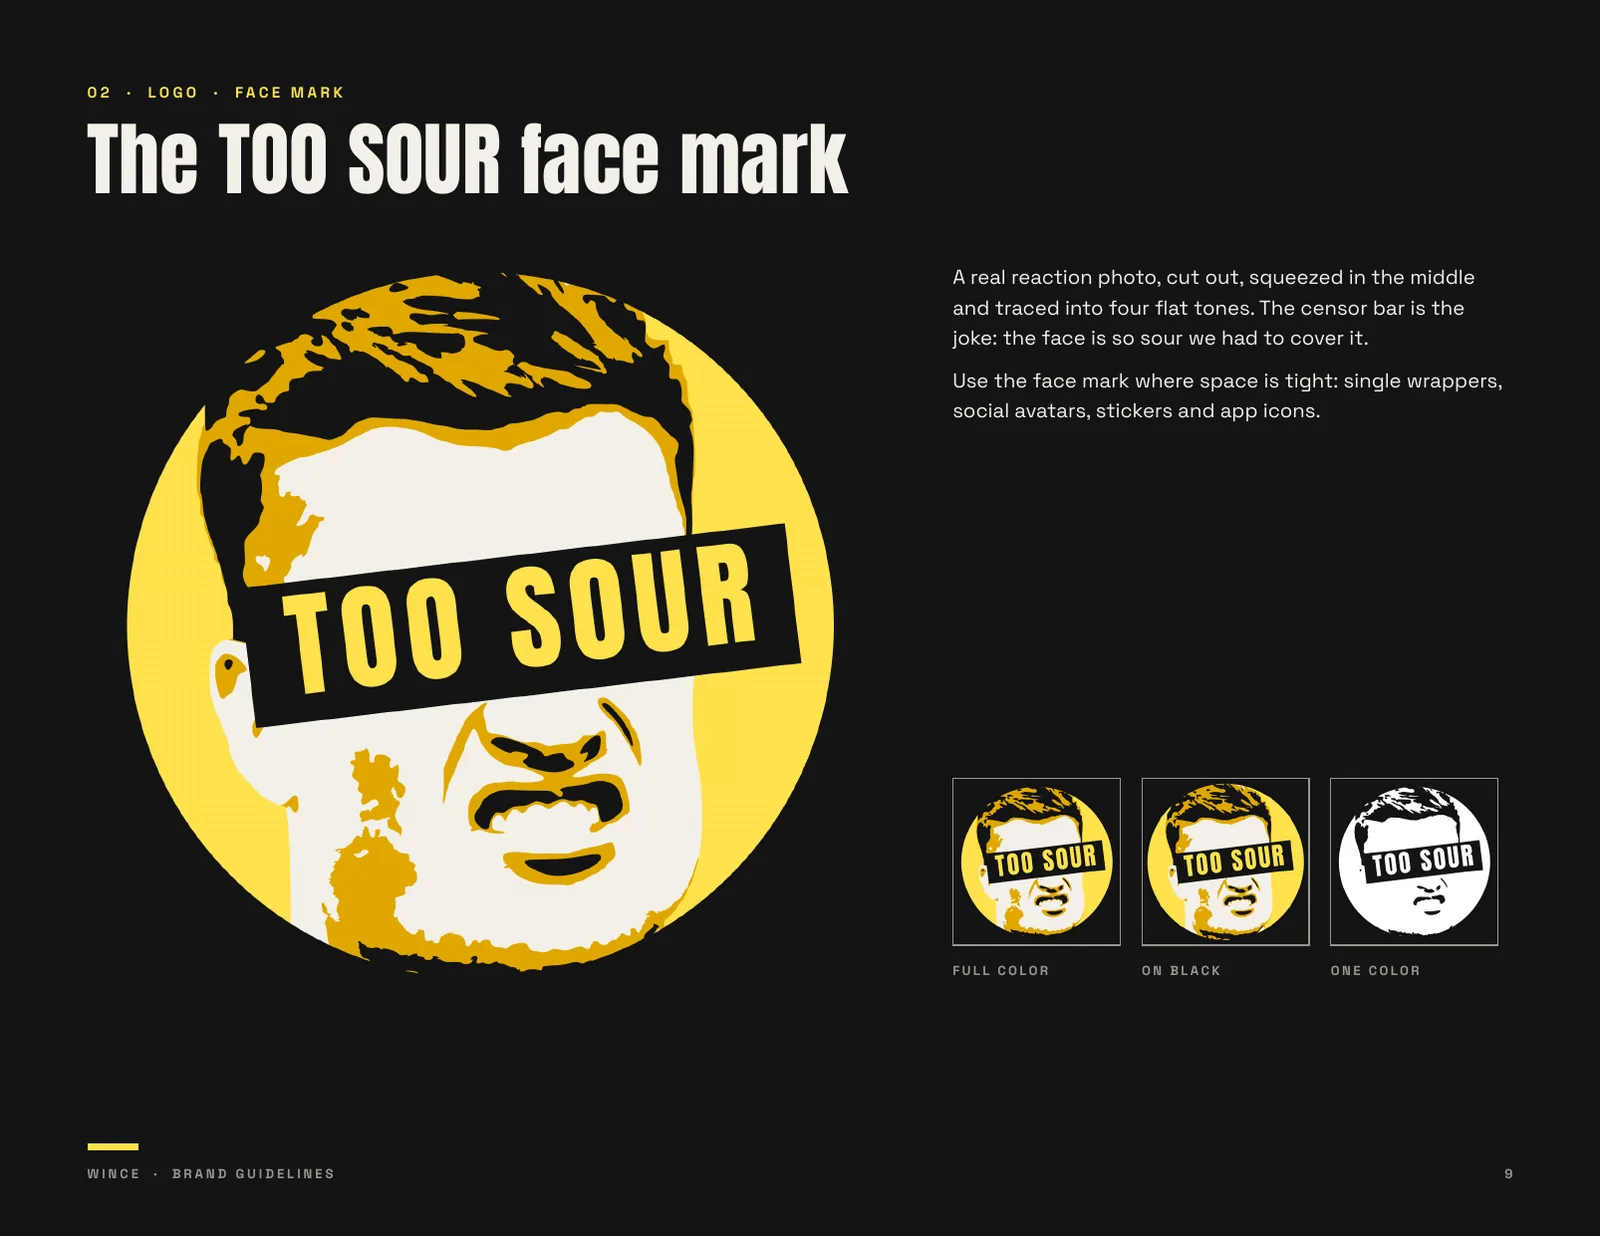 02 · LOGO · FACE MARK
The TOO SOUR face mark
A real reaction photo, cut out, squeezed in the middle
and traced into four flat tones. The censor bar is the
joke: the face is so sour we had to cover it.
Use the face mark where space is tight: single wrappers,
social avatars, stickers and app icons.
TOO SOUR
TOO SOUR
TOO SOUR
TOO SOUR
FULL COLOR
ON BLACK
ONE COLOR
WINCE · BRAND GUIDELINES
9